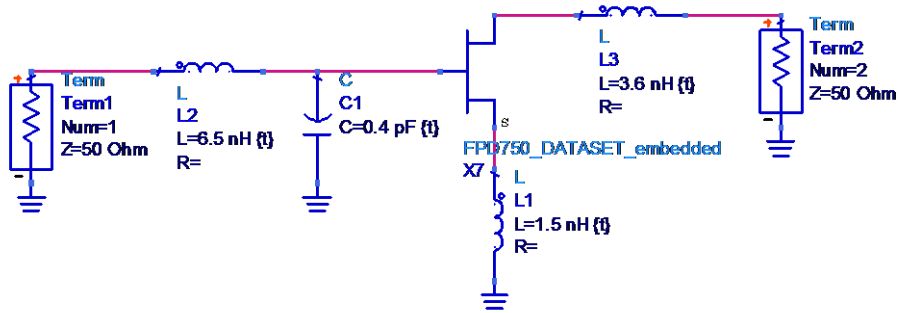 Term
Term1
Num=1
Z=50 Ohm
L
L2
L=6.5 nH {t}
R=
C
C1
C=0.4 pF {t}
S
FPD750_DATASET_embedded
X7
L
L1
L=1.5 nH {t}
R=
L
L3
L=3.6 nH {t}
R=
Term
Term2
Num=2
Z=50 Ohm